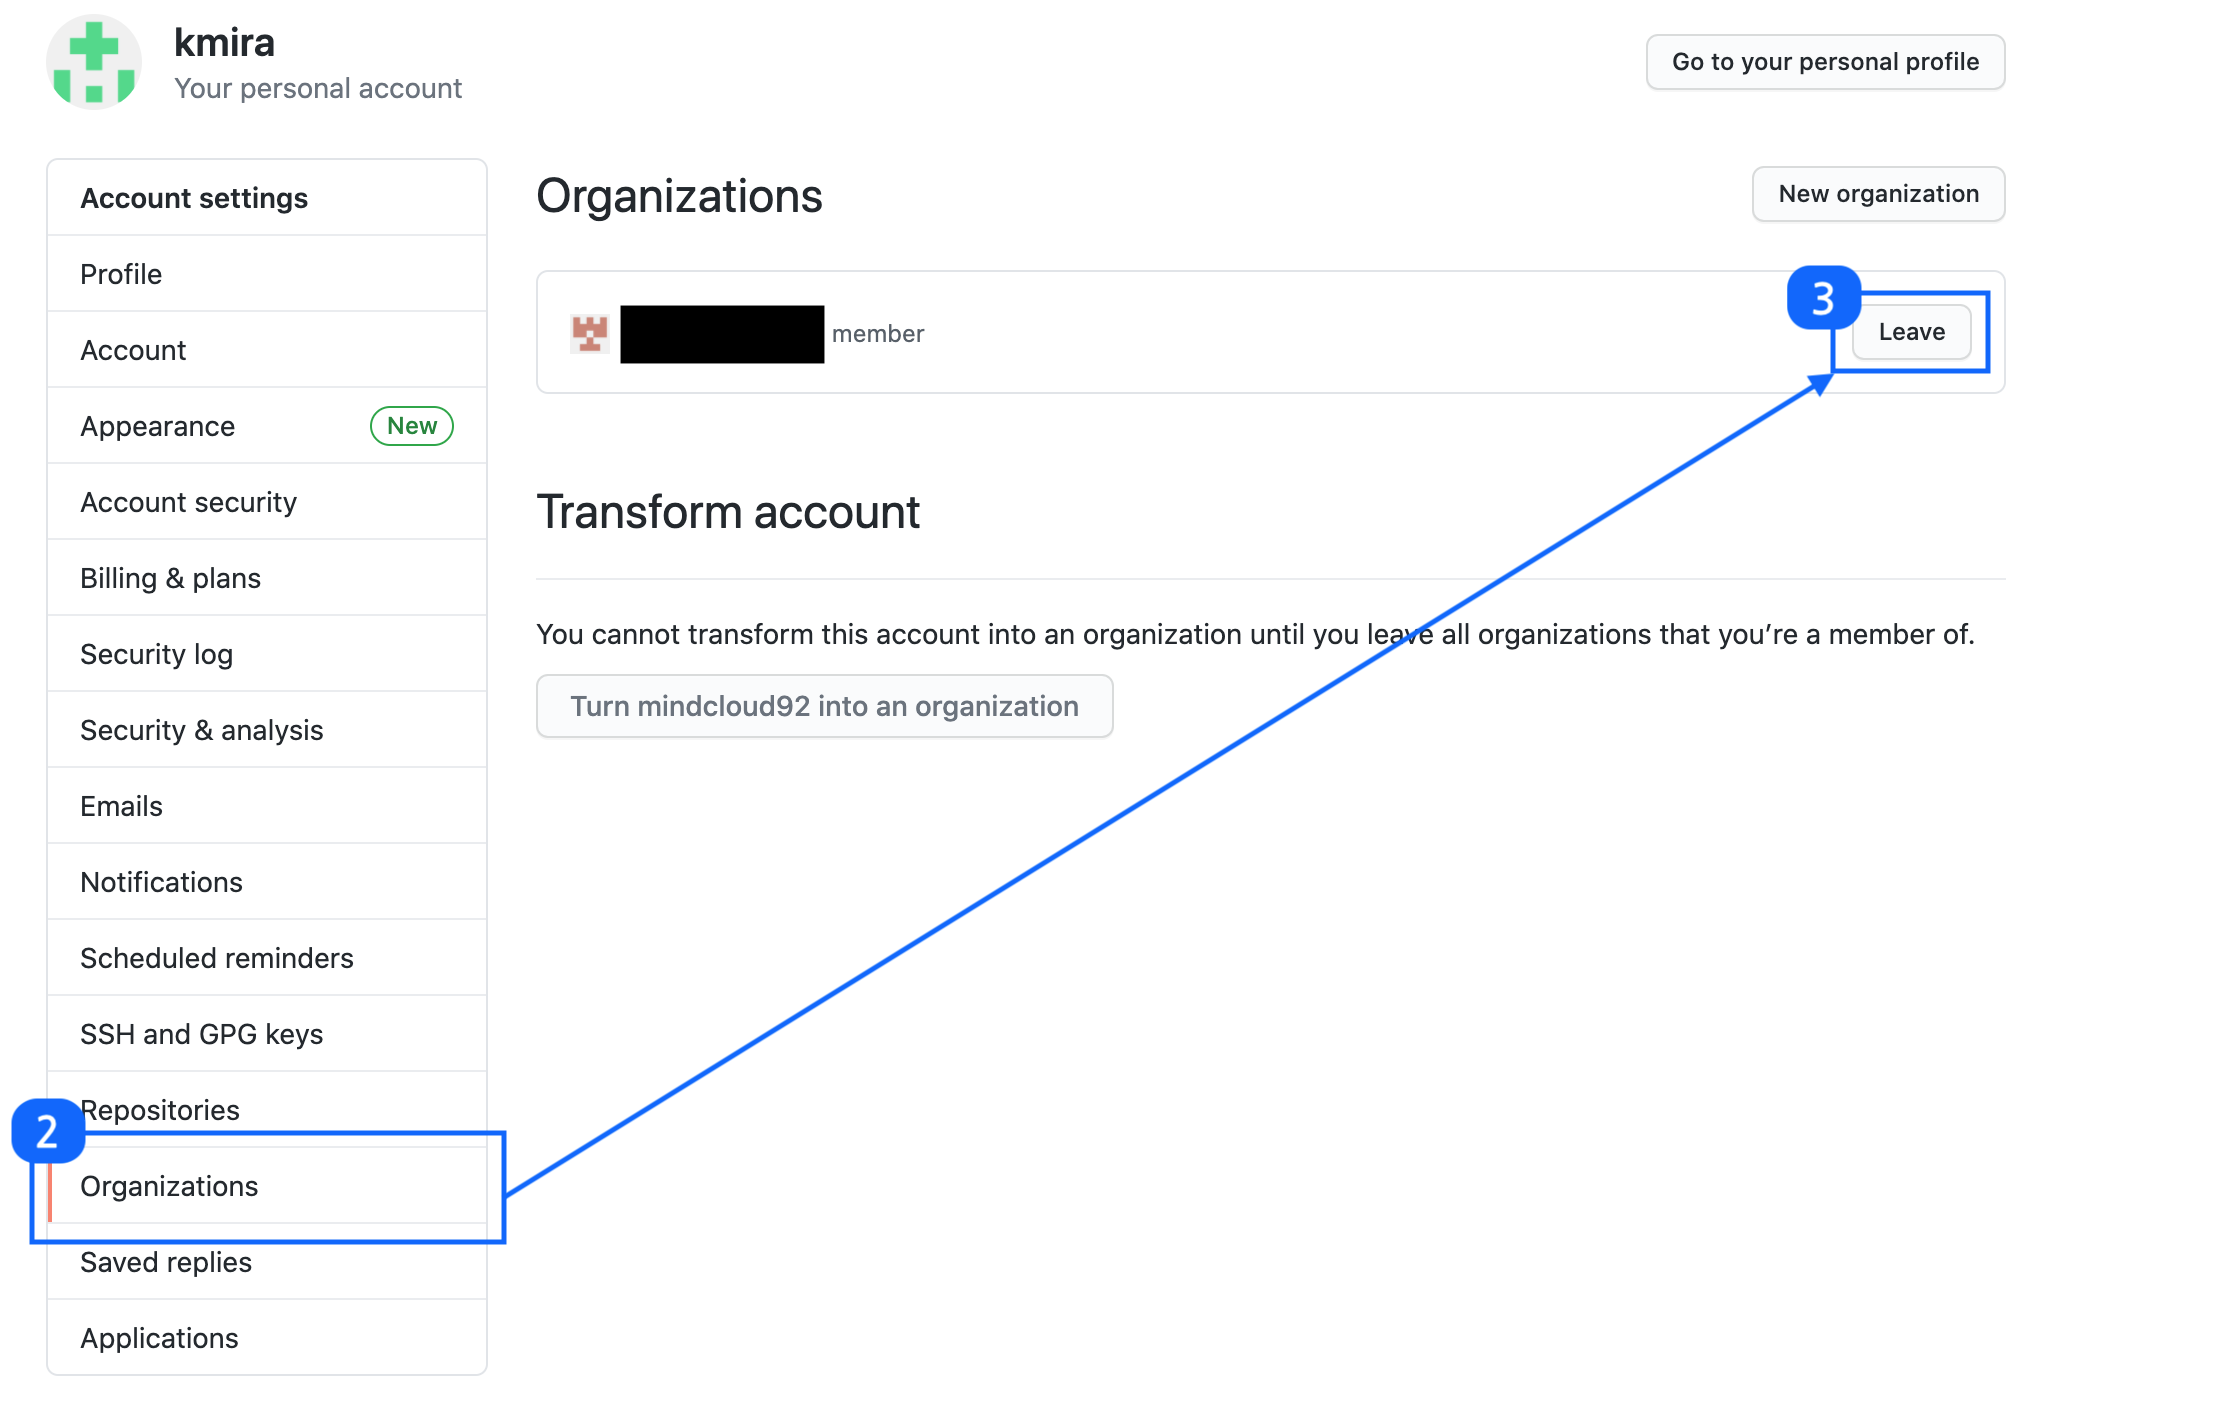 kmira
Your personal account
Go to your personal profile
Account settings
Profile
Account
Appearance New
Account security
Billing & plans
Security log
Security & analysis
Emails
Notifications
Scheduled reminders
SSH and GPG keys
Repositories
2
Organizations
Saved replies
Applications
Organizations
New organization
member
3
Leave
Transform account
You cannot transform this account into an organization until you leave all organizations that you’re a member of.
Turn mindcloud92 into an organization